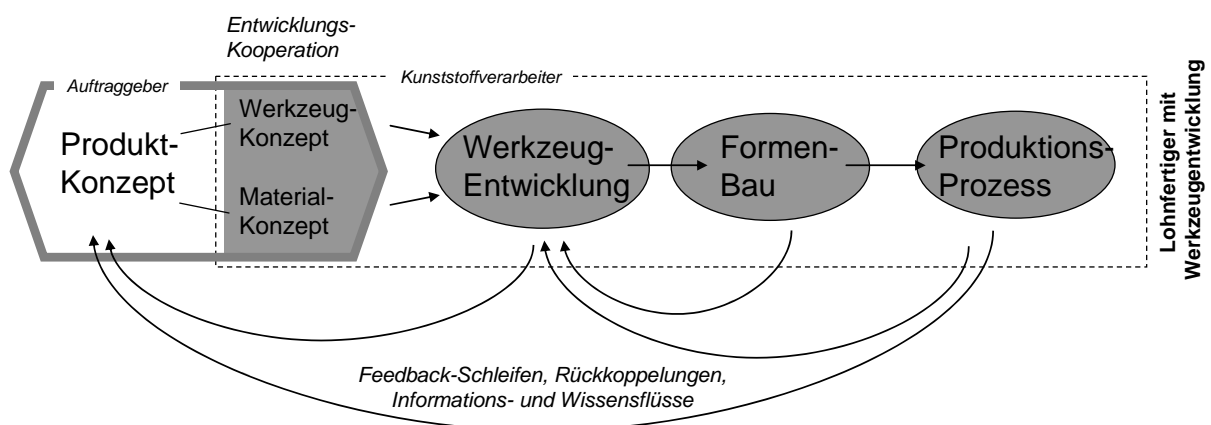 Entwicklungs-
Kooperation
Auftraggeber
Kunststoffverarbeiter
Produkt-
Konzept
Werkzeug-
Konzept
Material-
Konzept
Werkzeug-
Entwicklung
Formen-
Bau
Produktions-
Prozess
Lohnfertiger mit
Werkzeugentwicklung
Feedback-Schleifen, Rückkoppelungen,
Informations- und Wissensflüsse